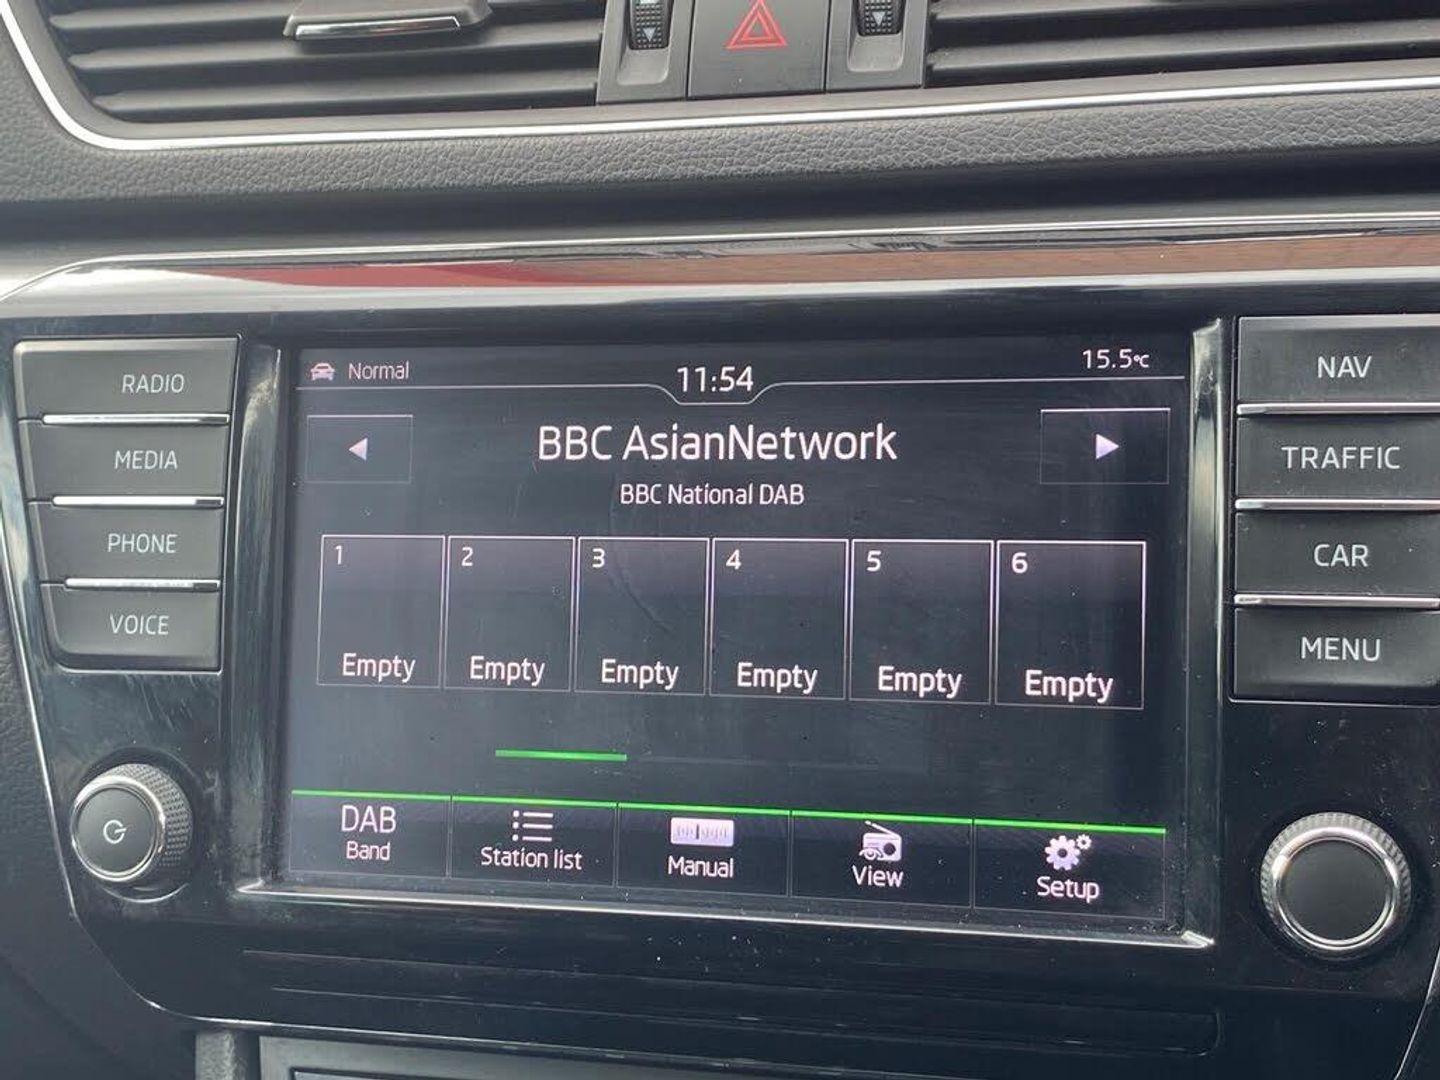 Normal
11:54
15.5°C
BBC AsianNetwork
BBC National DAB
1
2
3
4
5
6
Empty
Empty
Empty
Empty
Empty
Empty
DAB
Band
Station list
Manual
View
Setup
RADIO
MEDIA
PHONE
VOICE
NAV
TRAFFIC
CAR
MENU